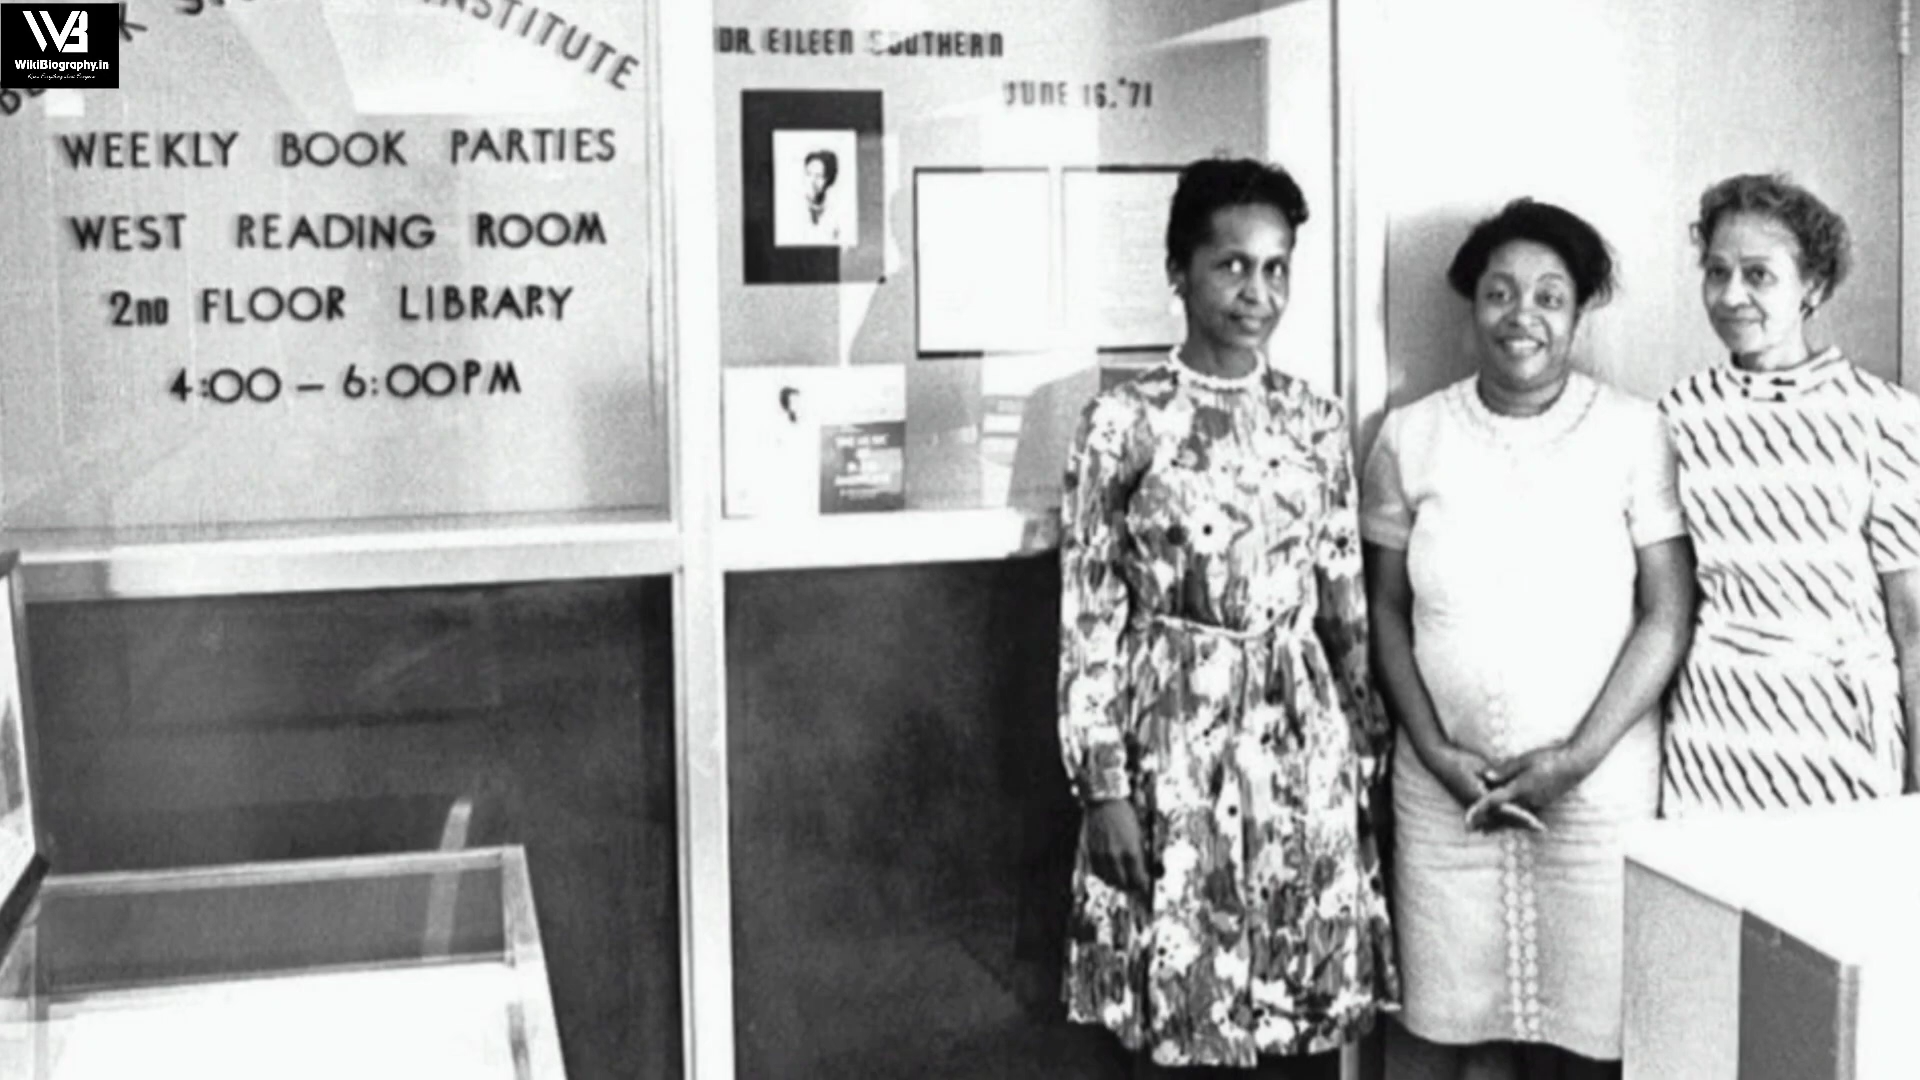 WB
WikiBiography.in
INSTITUTE
WEEKLY BOOK PARTIES
WEST READING ROOM
2nd FLOOR LIBRARY
4:00 – 6:00PM
DR. EILEEN SOUTHERN
JUNE 16, '71